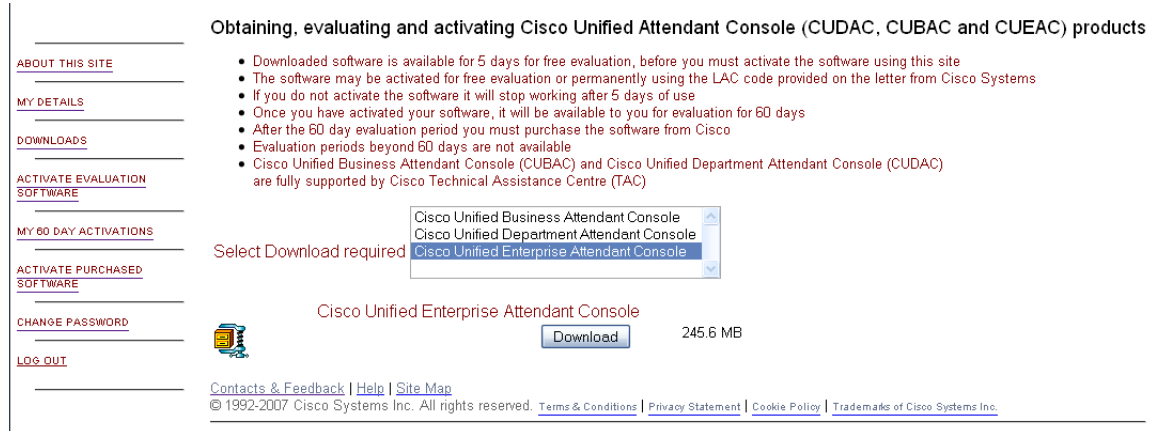 Obtaining, evaluating and activating Cisco Unified Attendant Console (CUDAC, CUBAC and CUEAC) products
ABOUT THIS SITE
MY DETAILS
DOWNLOADS
ACTIVATE EVALUATION
SOFTWARE
MY 60 DAY ACTIVATIONS
ACTIVATE PURCHASED
SOFTWARE
CHANGE PASSWORD
LOG OUT
• Downloaded software is available for 5 days for free evaluation, before you must activate the software using this site
• The software may be activated for free evaluation or permanently using the LAC code provided on the letter from Cisco Systems
• If you do not activate the software it will stop working after 5 days of use
• Once you have activated your software, it will be available to you for evaluation for 60 days
• After the 60 day evaluation period you must purchase the software from Cisco
• Evaluation periods beyond 60 days are not available
• Cisco Unified Business Attendant Console (CUBAC) and Cisco Unified Department Attendant Console (CUDAC)
are fully supported by Cisco Technical Assistance Centre (TAC)
Select Download required
Cisco Unified Business Attendant Console
Cisco Unified Department Attendant Console
Cisco Unified Enterprise Attendant Console
Cisco Unified Enterprise Attendant Console
Download 245.6 MB
Contacts & Feedback | Help | Site Map
© 1992-2007 Cisco Systems Inc. All rights reserved. Terms & Conditions | Privacy Statement | Cookie Policy | Trademarks of Cisco Systems Inc.